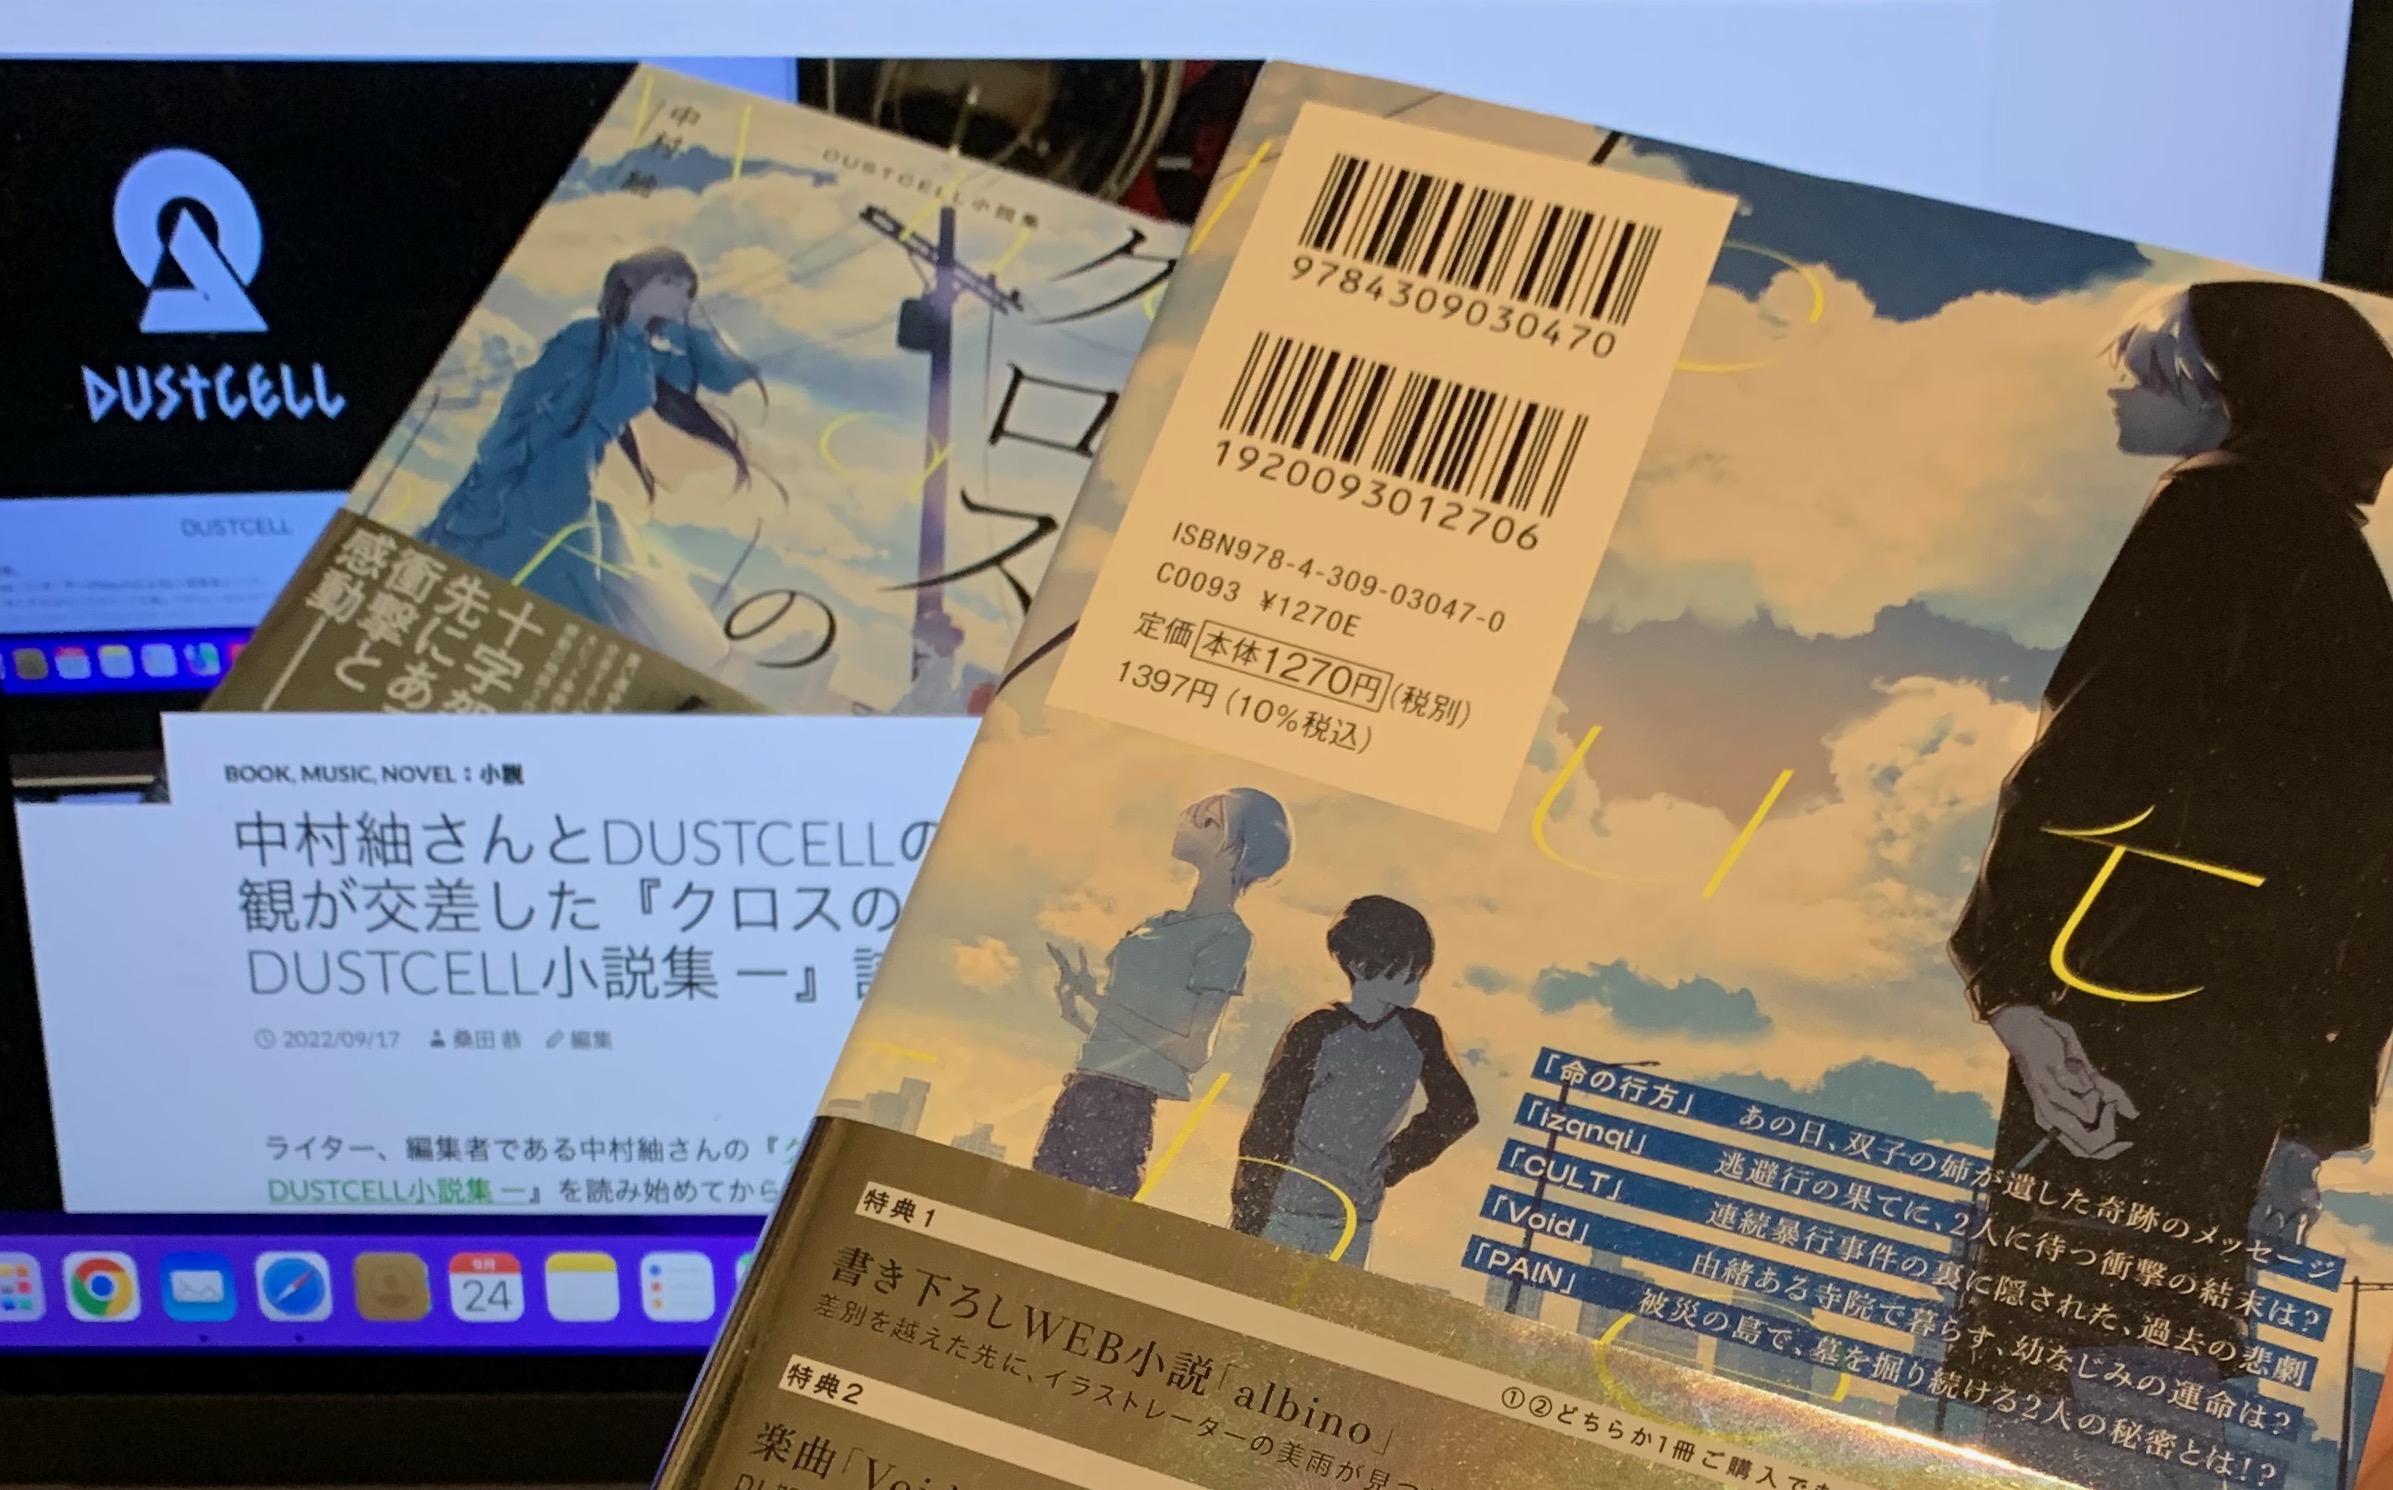 DUSTCELL
DUSTCELL
中村 紬
DUSTCELL小説集
クロスの
十字架
先にある
衝撃と
感動
BOOK, MUSIC, NOVEL：小説
中村紬さんとDUSTCELLの
観が交差した『クロスの
DUSTCELL小説集 ー』
2022/09/17 桑田 恭 編集
ライター、編集者である中村紬さんの『
DUSTCELL小説集 ー』を読み始めてから
9月
24
9784309030470
1920093012706
ISBN978-4-309-03047-0
C0093 ¥1270E
定価 本体1270円(税別)
1397円 (10%税込)
「命の行方」 あの日、双子の姉が遺した奇跡のメッセージ
「izqnqi」 逃避行の果てに、2人に待つ衝撃の結末は?
「CULT」 連続暴行事件の裏に隠された、過去の悲劇
「Void」 由緒ある寺院で暮らす、幼なじみの運命は?
「PAIN」 被災の島で、墓を掘り続ける2人の秘密とは!?
特典1
書き下ろしWEB小説「albino」
差別を越えた先に、イラストレーターの美雨が見つ
①②どちらか1冊ご購入で
特典2
楽曲「Void